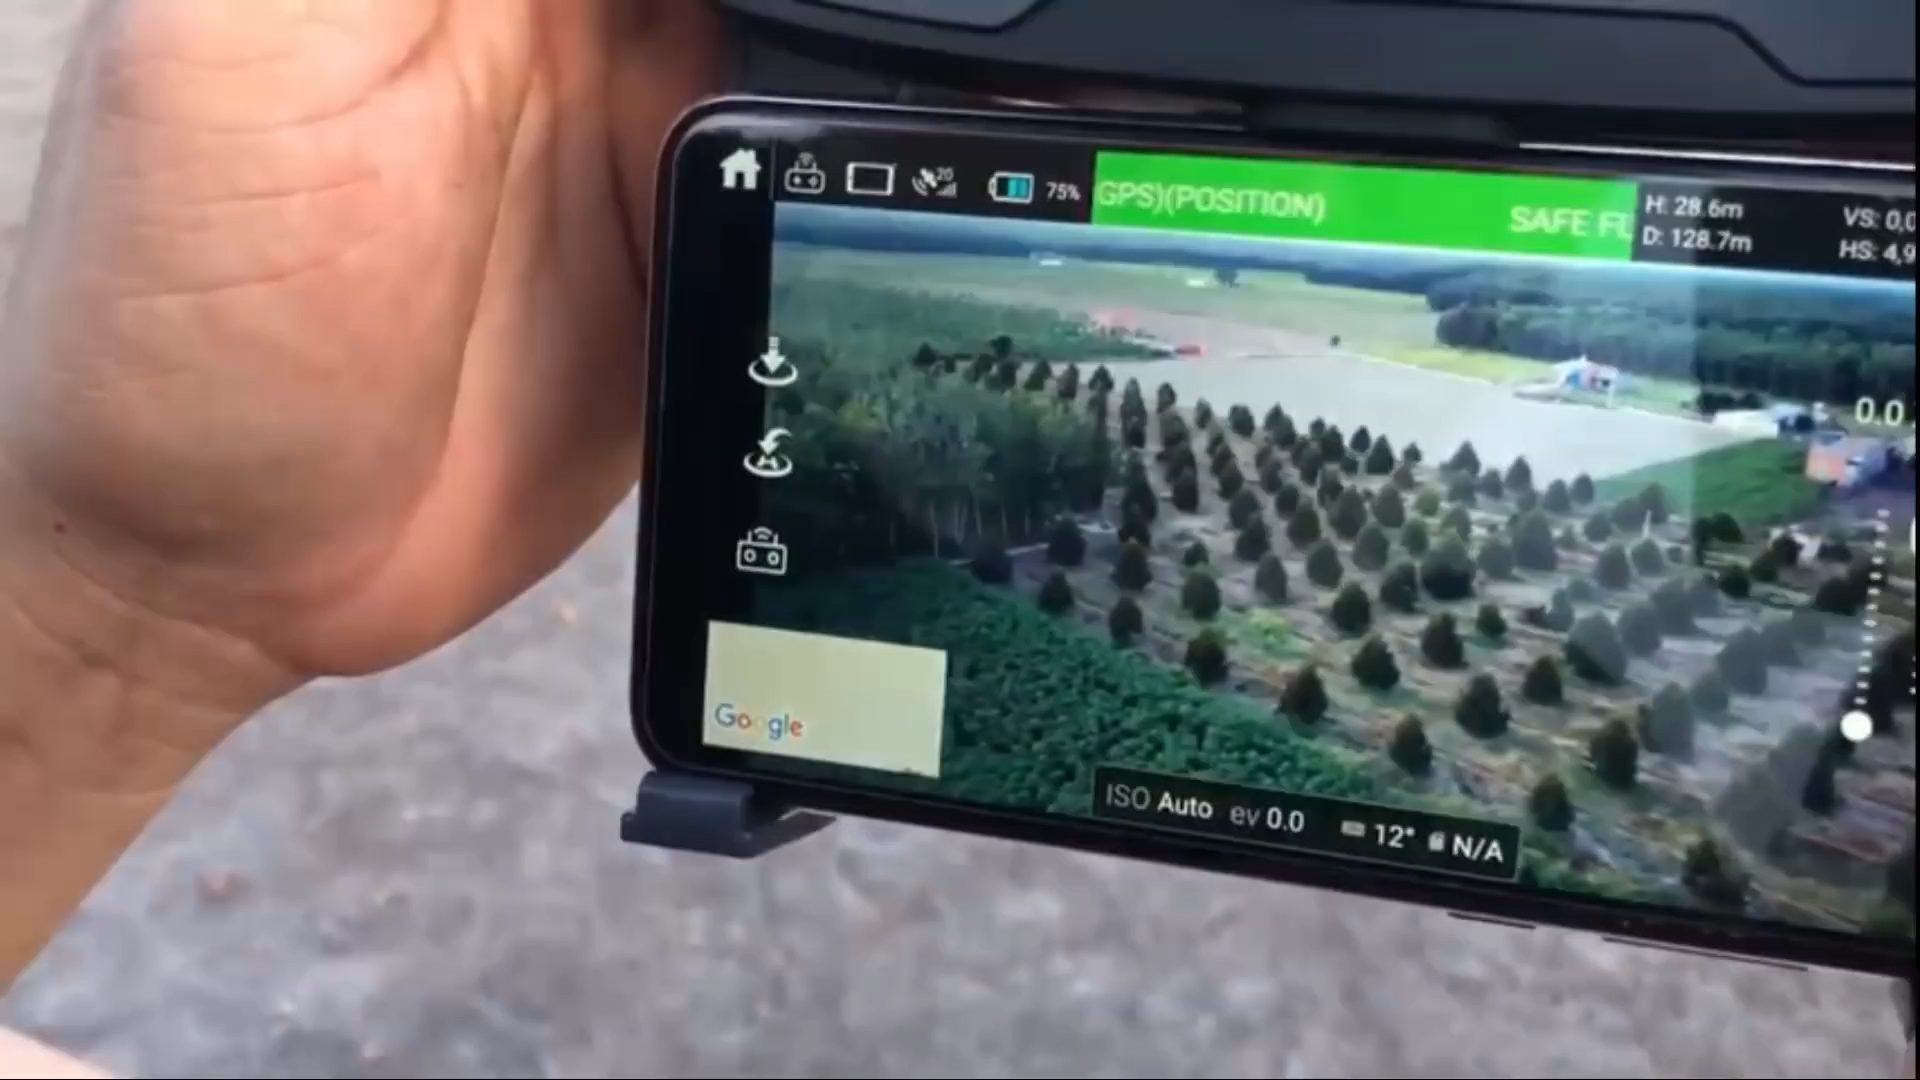 20
75%
GPS)(POSITION)
SAFE FL
H: 28.6m
D: 128.7m
VS: 0,0
HS: 4,9
0.0
Google
ISO Auto ev 0.0 12° N/A